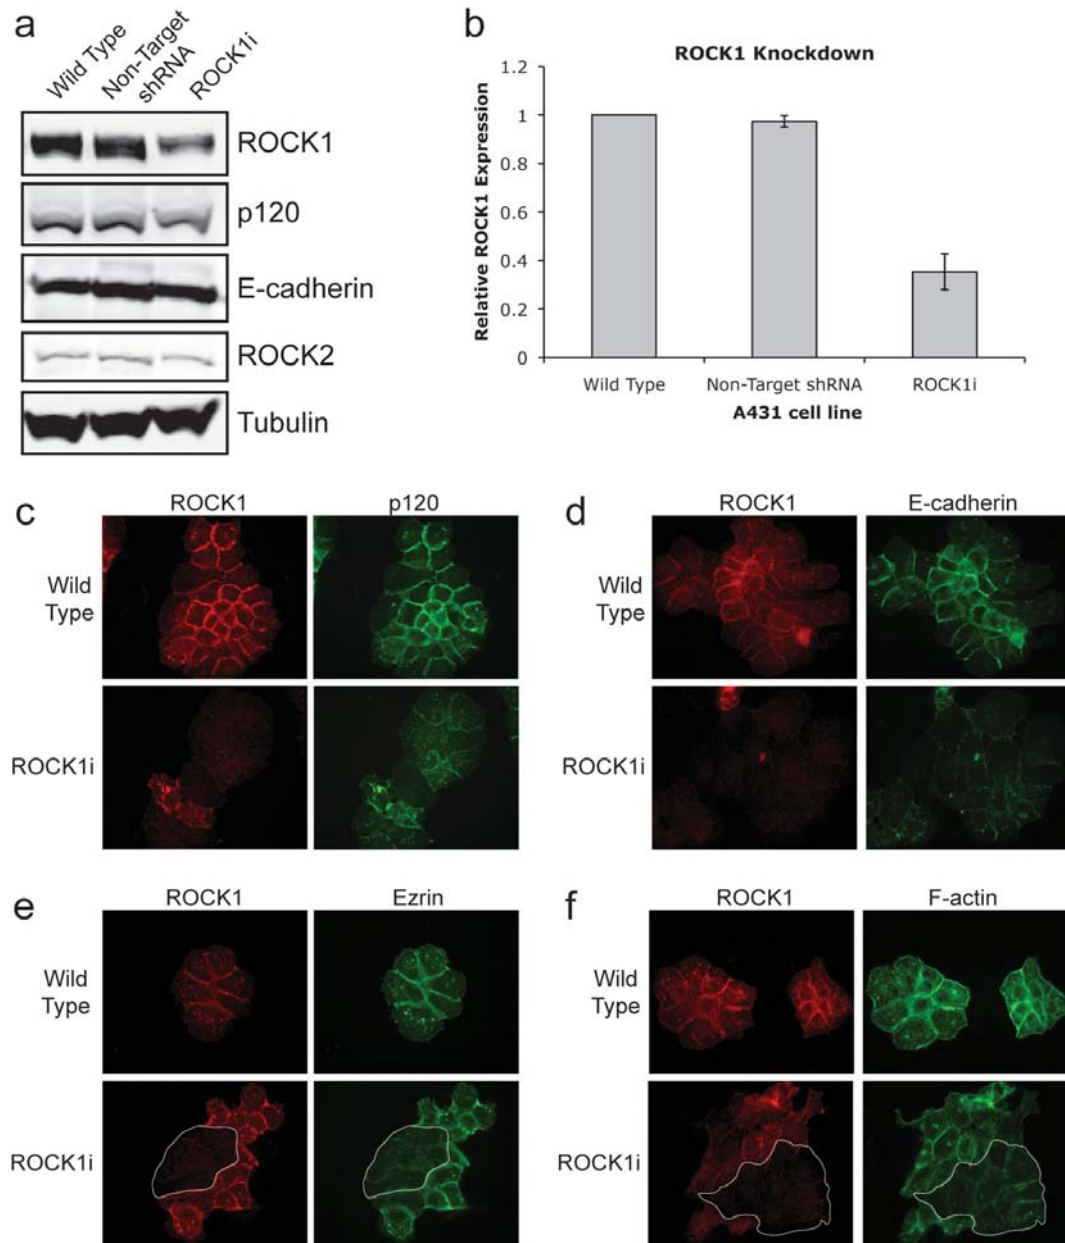 a
Wild Type
Non-Target
shRNA
ROCK1i
ROCK1
p120
E-cadherin
ROCK2
Tubulin
b
ROCK1 Knockdown
Relative ROCK1 Expression
1.2
1
0.8
0.6
0.4
0.2
0
Wild Type
Non-Target shRNA
ROCK1i
A431 cell line
c
ROCK1
p120
Wild
Type
ROCK1i
d
ROCK1
E-cadherin
Wild
Type
ROCK1i
e
ROCK1
Ezrin
Wild
Type
ROCK1i
f
ROCK1
F-actin
Wild
Type
ROCK1i